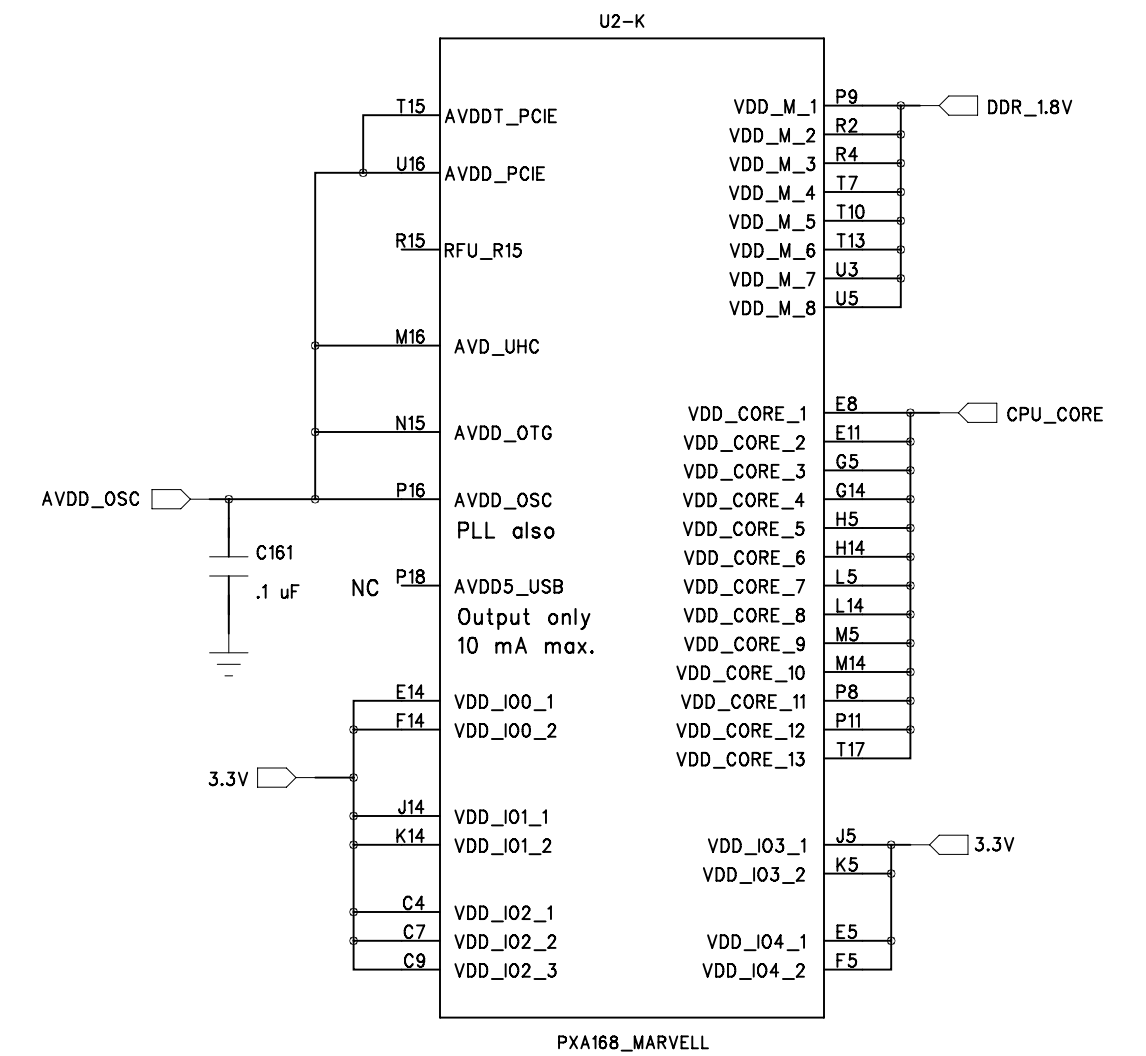 U2-K
T15 AVDDT_PCIE
U16 AVDD_PCIE
R15 RFU_R15
M16 AVD_UHC
N15 AVDD_OTG
AVDD_OSC P16 AVDD_OSC
PLL also
C161
.1 uF
NC P18 AVDD5_USB
Output only
10 mA max.
E14 VDD_IO0_1
F14 VDD_IO0_2
3.3V
J14 VDD_IO1_1
K14 VDD_IO1_2
C4 VDD_IO2_1
C7 VDD_IO2_2
C9 VDD_IO2_3
VDD_M_1 P9 DDR_1.8V
VDD_M_2 R2
VDD_M_3 R4
VDD_M_4 T7
VDD_M_5 T10
VDD_M_6 T13
VDD_M_7 U3
VDD_M_8 U5
VDD_CORE_1 E8 CPU_CORE
VDD_CORE_2 E11
VDD_CORE_3 G5
VDD_CORE_4 G14
VDD_CORE_5 H5
VDD_CORE_6 H14
VDD_CORE_7 L5
VDD_CORE_8 L14
VDD_CORE_9 M5
VDD_CORE_10 M14
VDD_CORE_11 P8
VDD_CORE_12 P11
VDD_CORE_13 T17
VDD_IO3_1 J5 3.3V
VDD_IO3_2 K5
VDD_IO4_1 E5
VDD_IO4_2 F5
PXA168_MARVELL